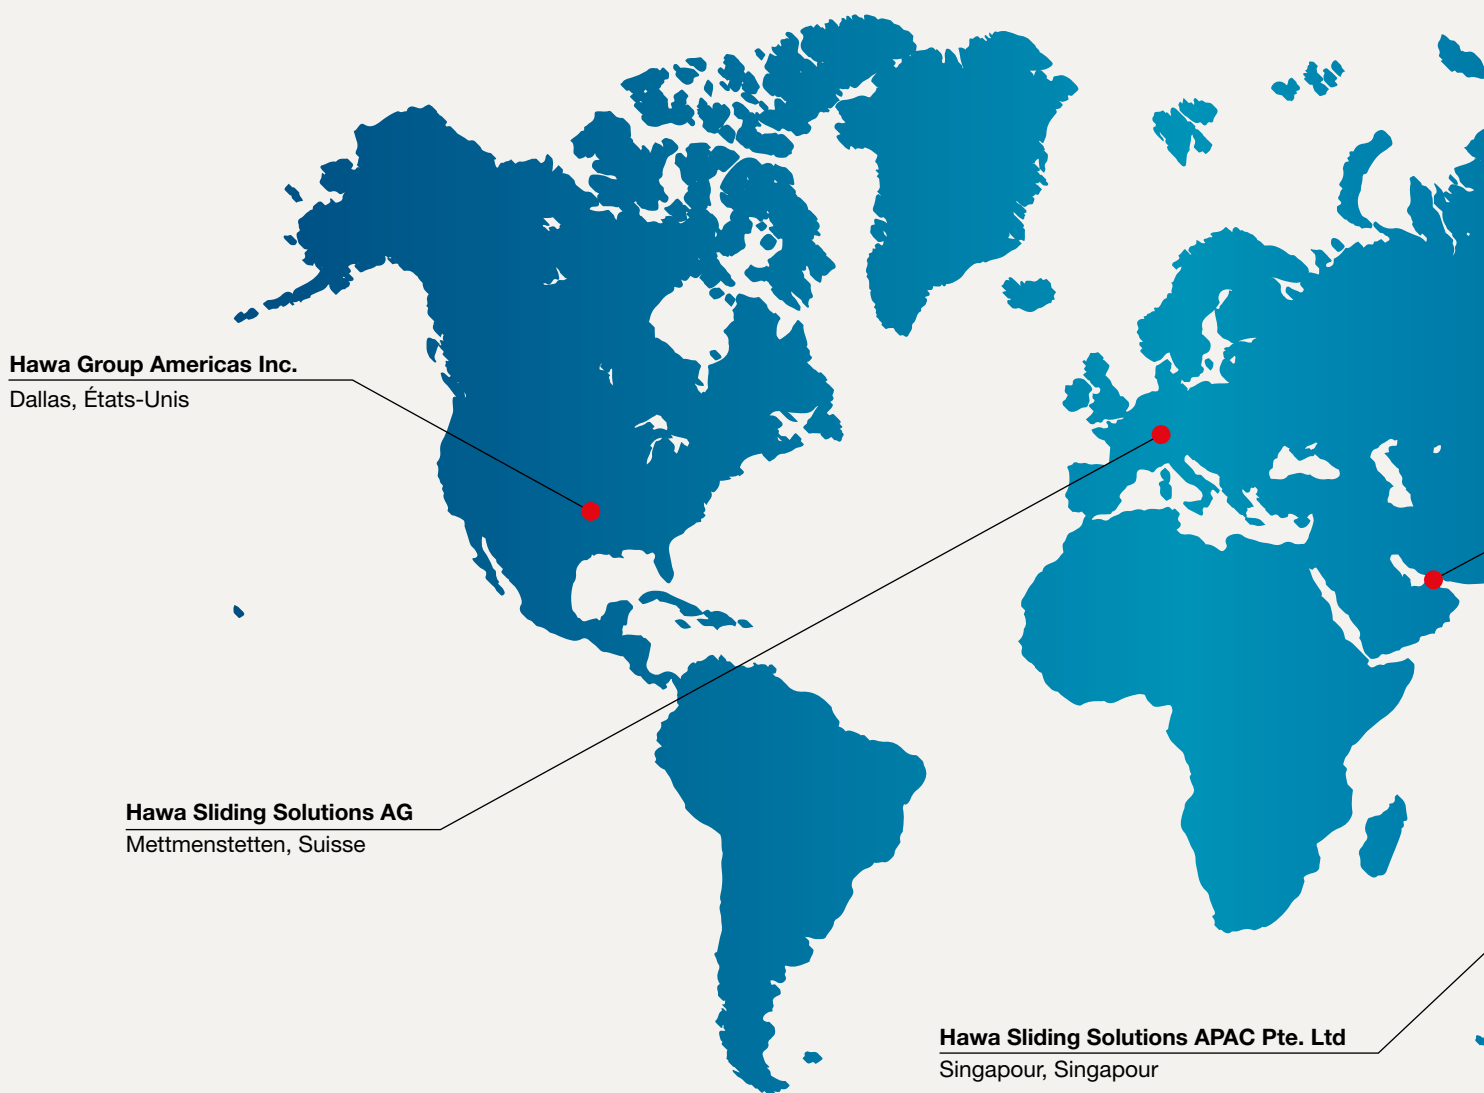 Hawa Group Americas Inc.
Dallas, États-Unis
Hawa Sliding Solutions AG
Mettmenstetten, Suisse
Hawa Sliding Solutions APAC Pte. Ltd
Singapour, Singapour